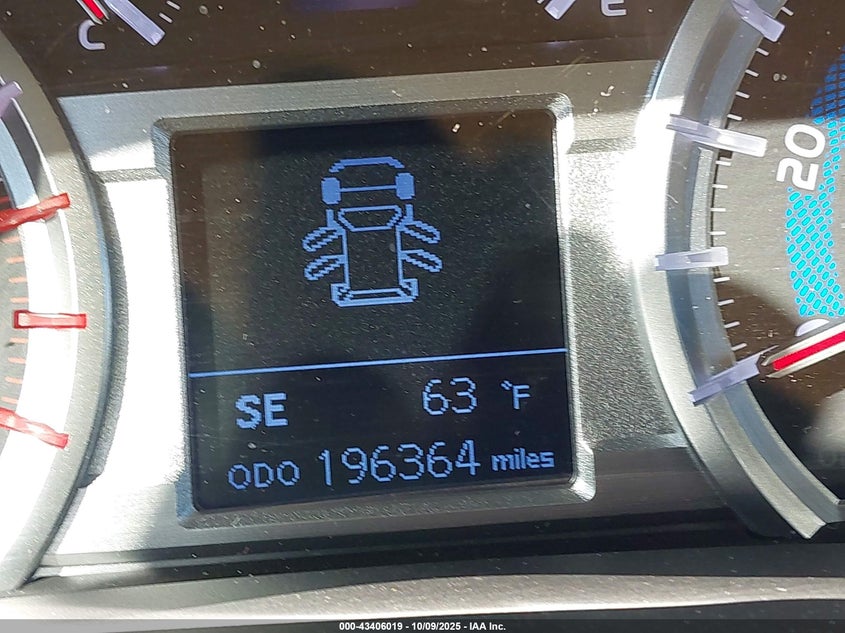 C
E
20
SE 63 °F
ODO 196364 miles
000-43406019 - 10/09/2025 - IAA Inc.